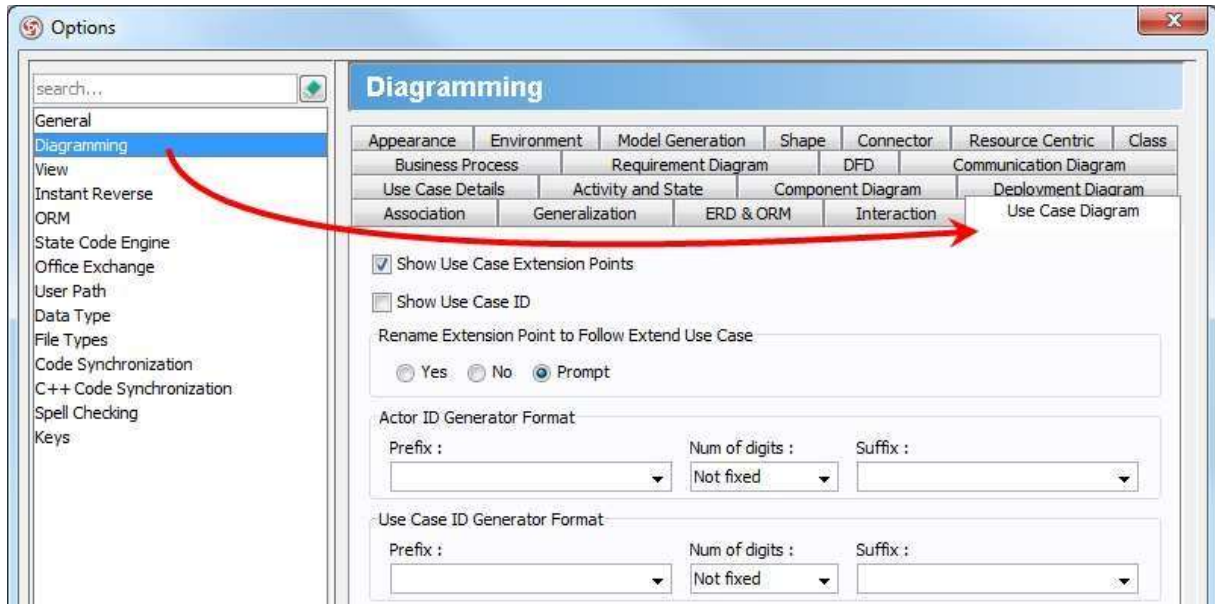 Options
search...
General
Diagramming
View
Instant Reverse
ORM
State Code Engine
Office Exchange
User Path
Data Type
File Types
Code Synchronization
C++ Code Synchronization
Spell Checking
Keys
Diagramming
Appearance Environment Model Generation Shape Connector Resource Centric Class
Business Process Requirement Diagram DFD Communication Diagram
Use Case Details Activity and State Component Diagram Deployment Diagram
Association Generalization ERD & ORM Interaction Use Case Diagram
Show Use Case Extension Points
Show Use Case ID
Rename Extension Point to Follow Extend Use Case
Yes No Prompt
Actor ID Generator Format
Prefix : Num of digits : Suffix :
Not fixed
Use Case ID Generator Format
Prefix : Num of digits : Suffix :
Not fixed